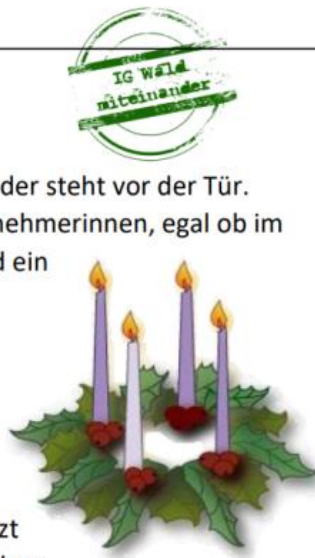 IG Wald
miteinander
der steht vor der Tür.
nehmerinnen, egal ob im
d ein
zt